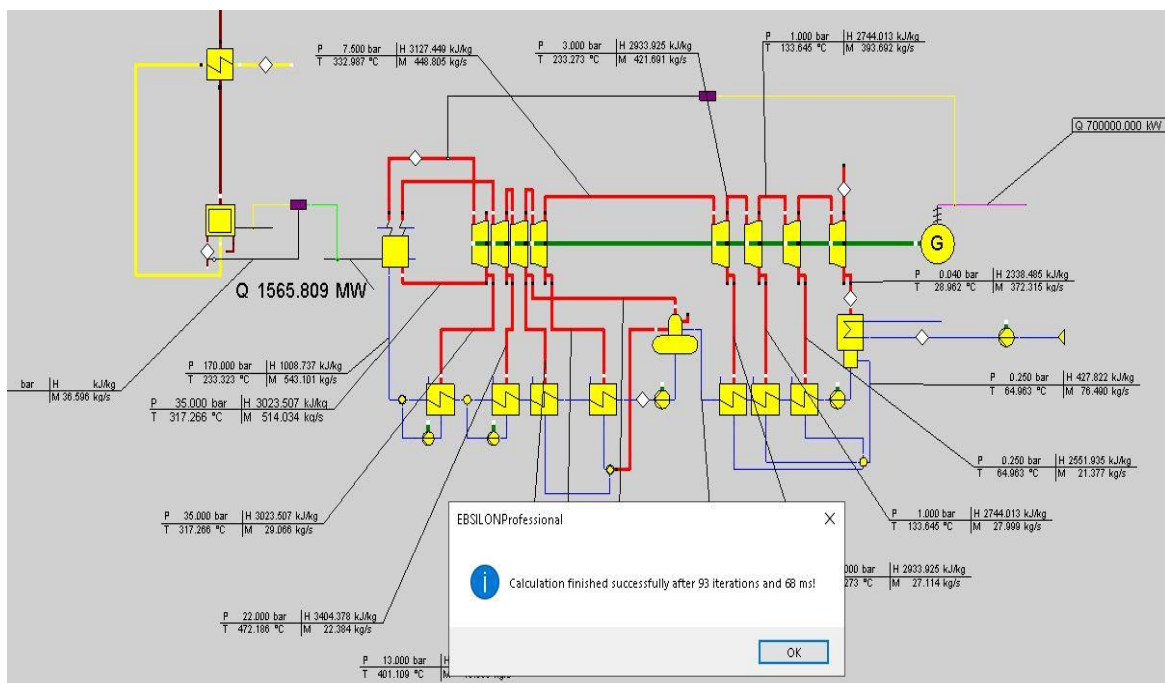 P 7.500 bar H 3127.449 kJ/kg
T 332.987 °C M 448.805 kg/s
P 3.000 bar H 2933.925 kJ/kg
T 233.273 °C M 421.691 kg/s
P 1.000 bar H 2744.013 kJ/kg
T 133.645 °C M 393.692 kg/s
Q 700000.000 kW
G
P 0.040 bar H 2338.485 kJ/kg
T 28.962 °C M 372.315 kg/s
Q 1565.809 MW
P 170.000 bar H 1008.737 kJ/kg
T 233.323 °C M 543.101 kg/s
bar H kJ/kg
M 36.596 kg/s
P 0.250 bar H 427.822 kJ/kg
T 64.963 °C M 76.490 kg/s
P 35.000 bar H 3023.507 kJ/kg
T 317.266 °C M 514.034 kg/s
P 0.250 bar H 2551.935 kJ/kg
T 64.963 °C M 21.377 kg/s
P 35.000 bar H 3023.507 kJ/kg
T 317.266 °C M 29.066 kg/s
EBSILONProfessional
Calculation finished successfully after 93 iterations and 68 ms!
OK
P 1.000 bar H 2744.013 kJ/kg
T 133.645 °C M 27.999 kg/s
000 bar H 2933.925 kJ/kg
273 °C M 27.114 kg/s
P 22.000 bar H 3404.378 kJ/kg
T 472.186 °C M 22.384 kg/s
P 13.000 bar H
T 401.109 °C M